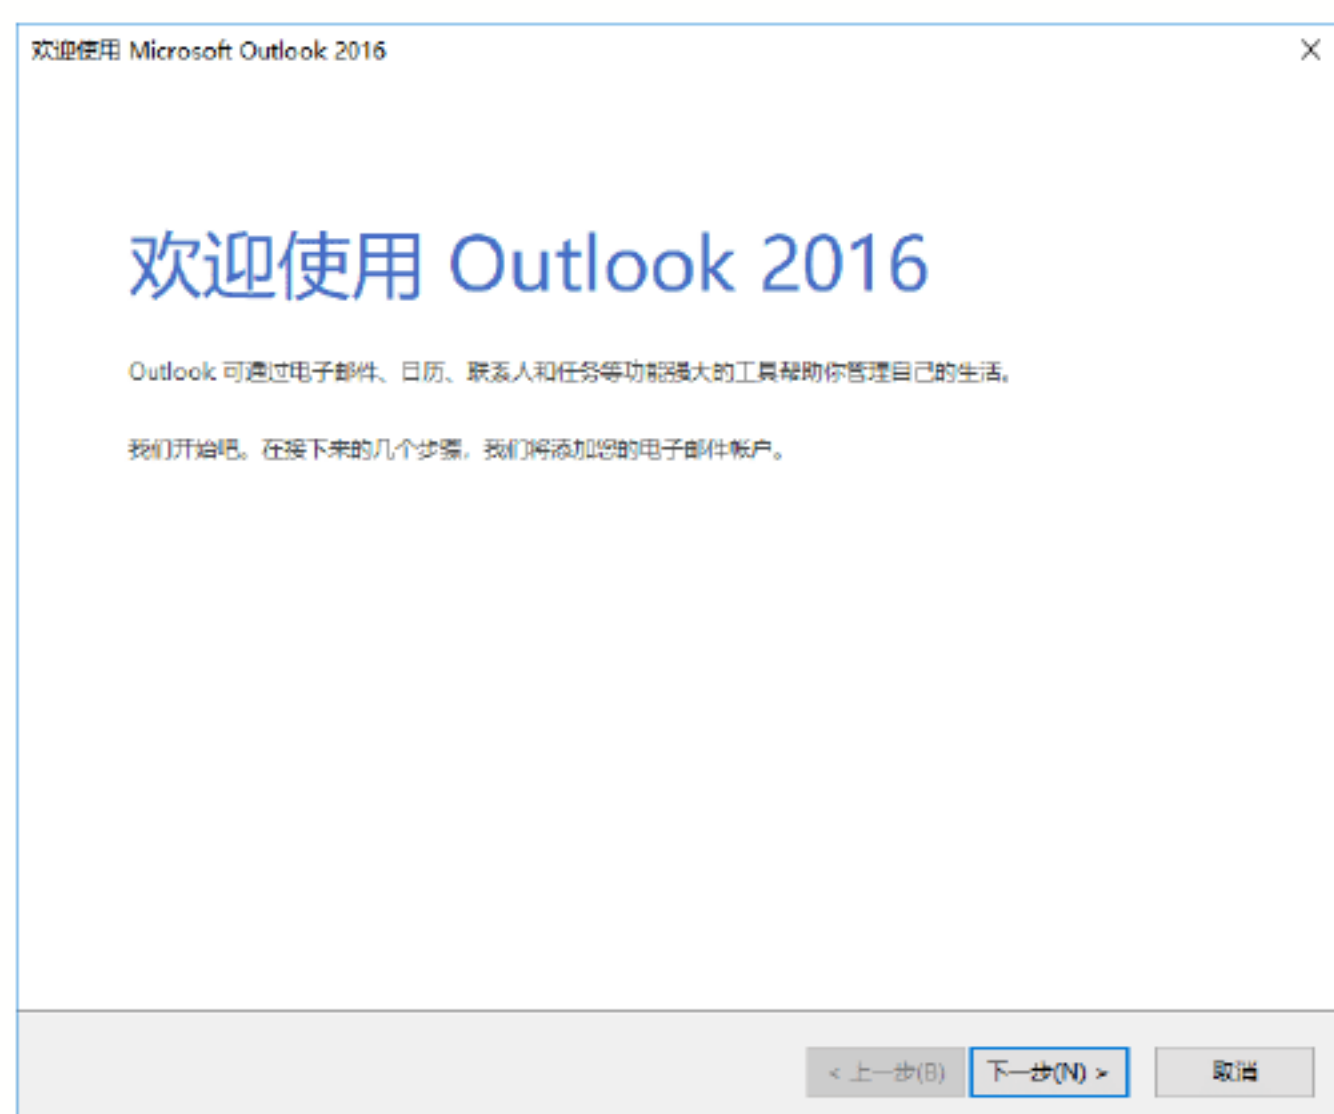 欢迎使用 Microsoft Outlook 2016
欢迎使用 Outlook 2016
Outlook 可通过电子邮件、日历、联系人和任务等功能强大的工具帮助你管理自己的生活。
我们开始吧。在接下来的几个步骤，我们将添加您的电子邮件帐户。
< 上一步(B)
下一步(N) >
取消